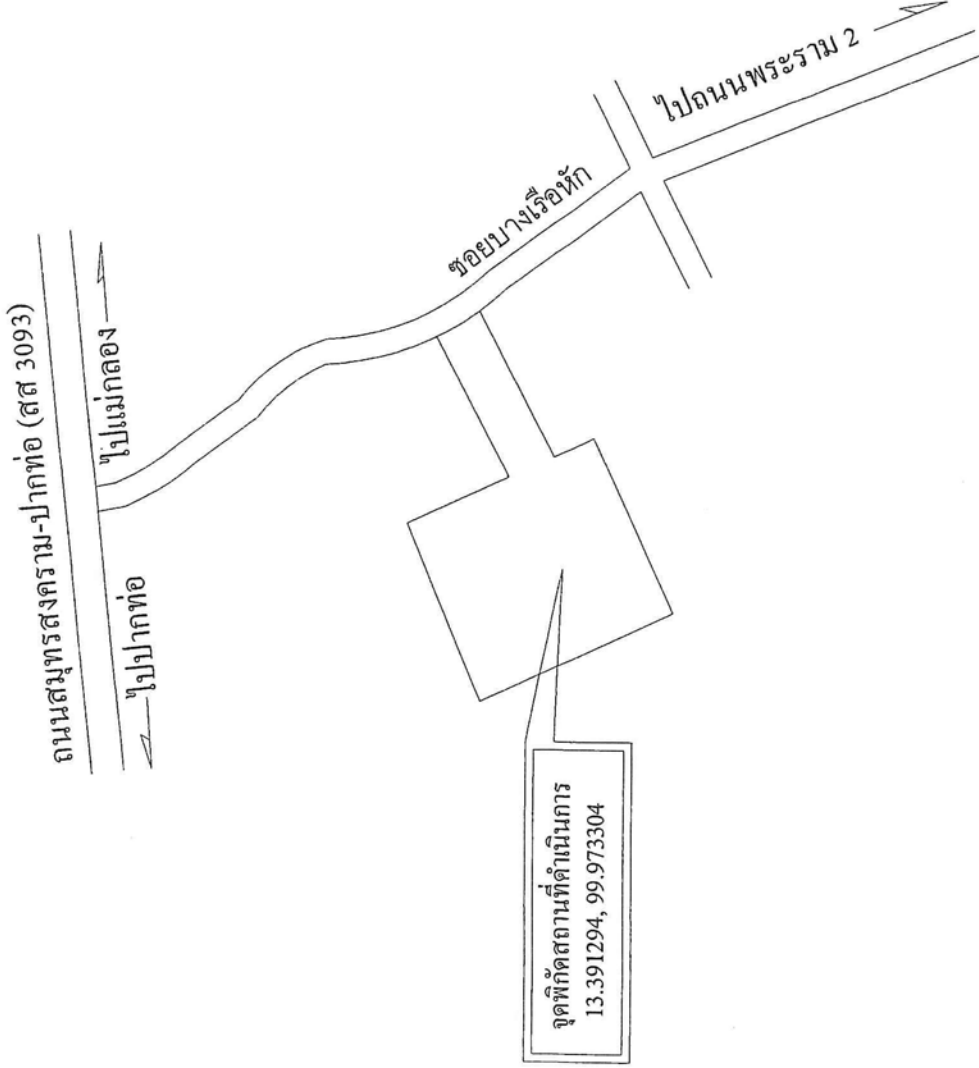 ถนนสมุทรสงคราม-ปากท่อ (สส 3093)
ไปปากท่อ
ไปแม่กลอง
ซอยบางเรือหัก
ไปถนนพระราม 2
จุดพิกัดสถานที่ดำเนินการ
13.391294, 99.973304